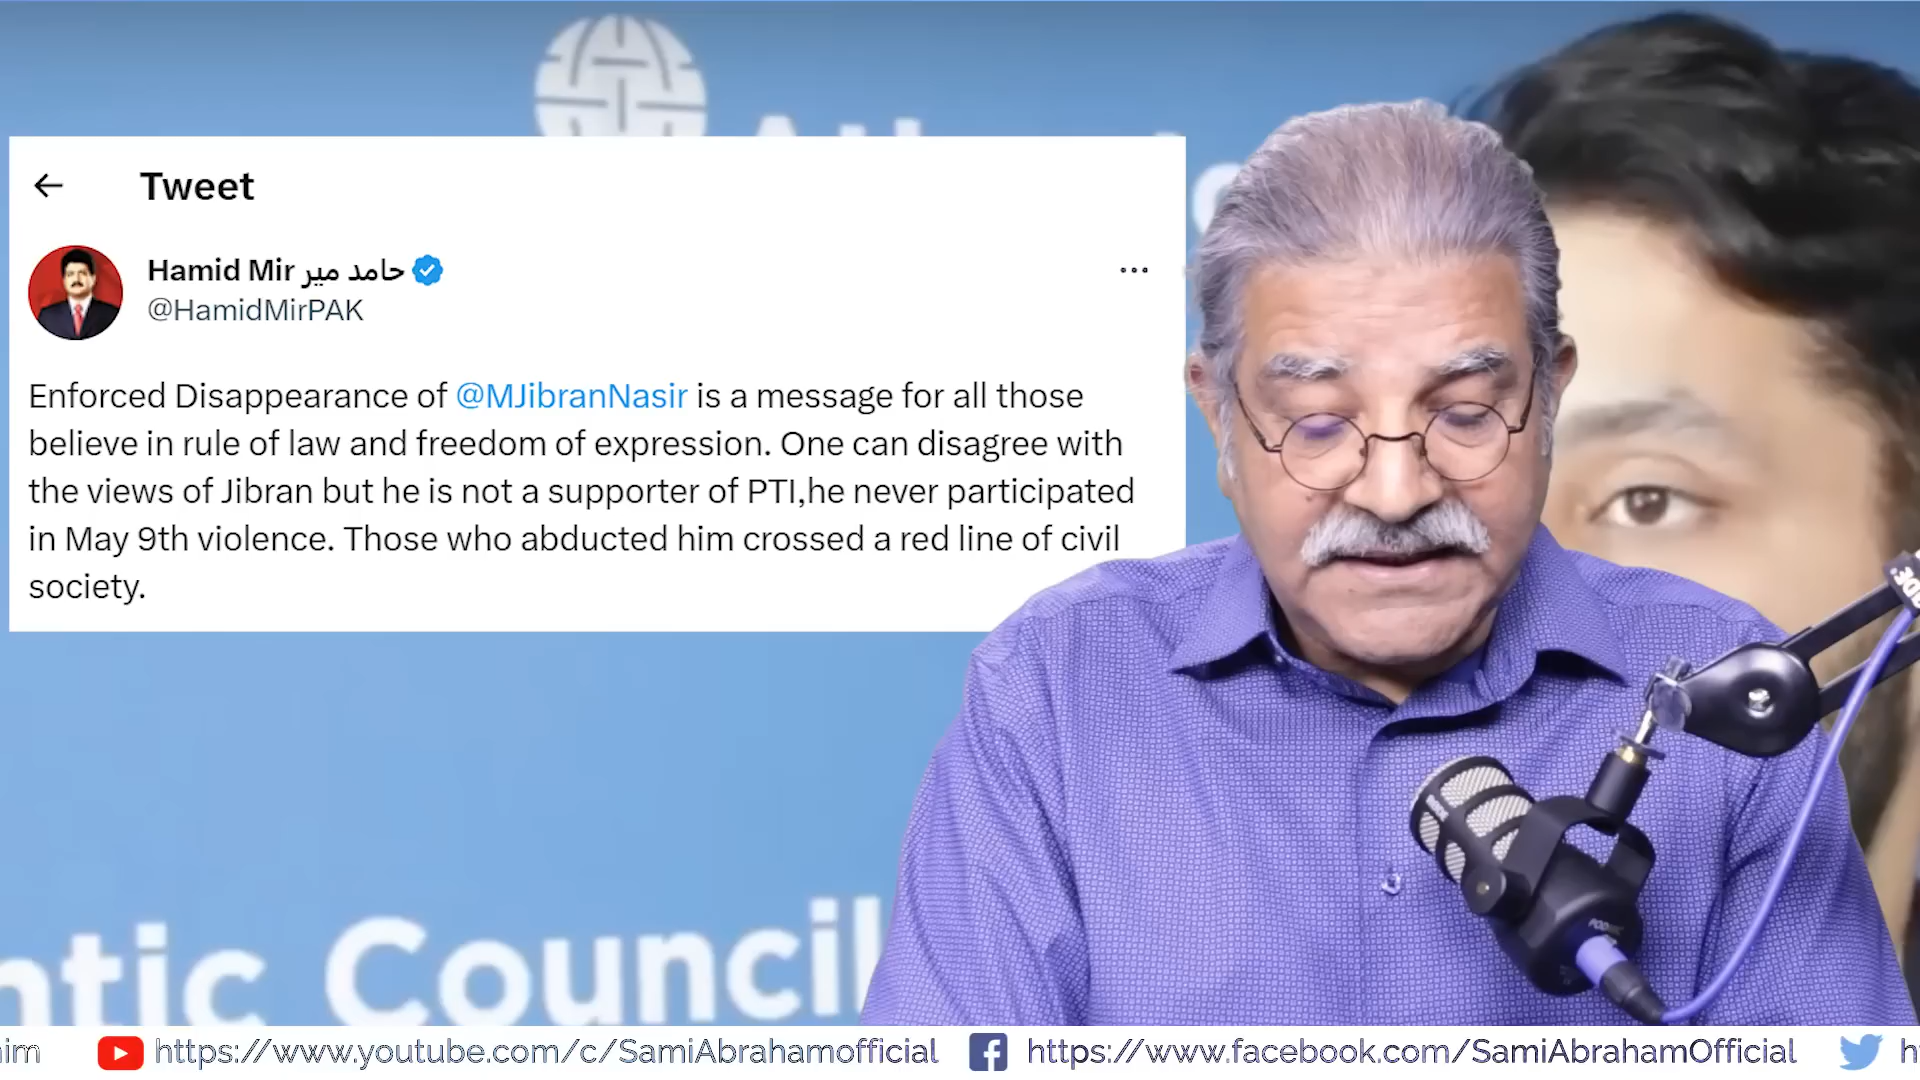 Tweet
Hamid Mir حامد میر
@HamidMirPAK
Enforced Disappearance of @MJibranNasir is a message for all those
believe in rule of law and freedom of expression. One can disagree with
the views of Jibran but he is not a supporter of PTI,he never participated
in May 9th violence. Those who abducted him crossed a red line of civil
society.
ntic Council
https://www.youtube.com/c/SamiAbrahamofficial https://www.facebook.com/SamiAbrahamOfficial